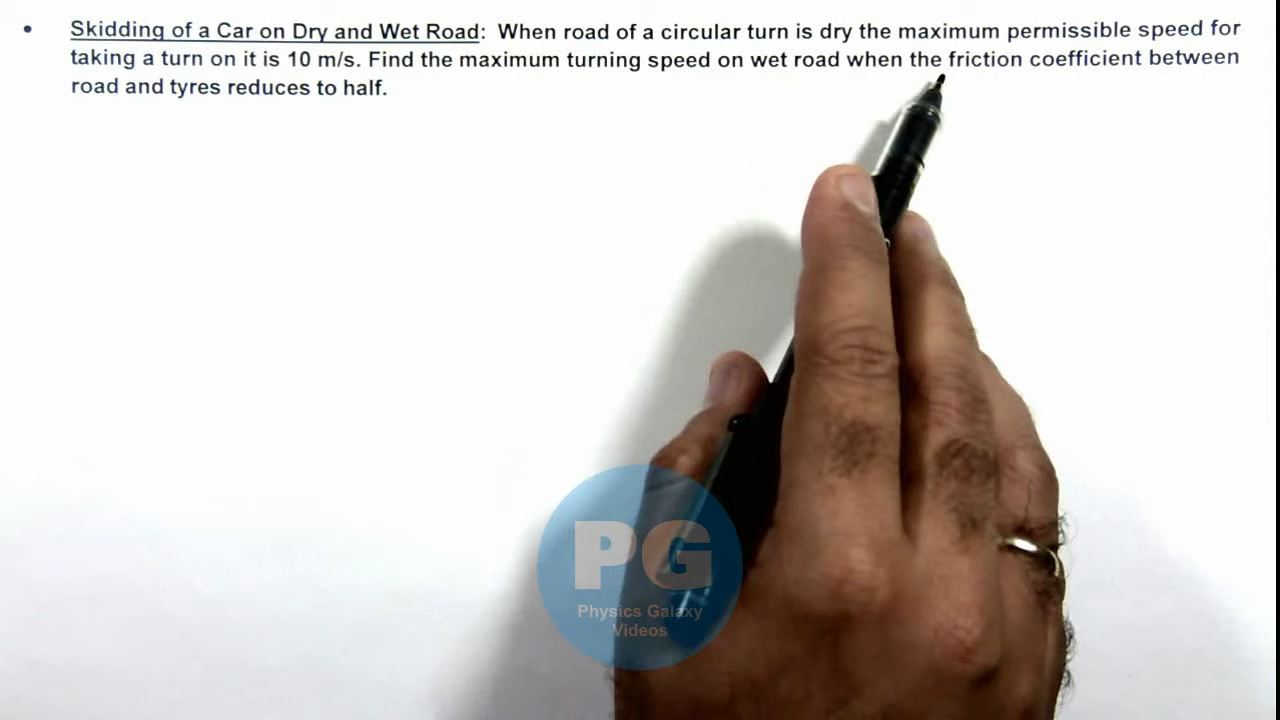 • Skidding of a Car on Dry and Wet Road: When road of a circular turn is dry the maximum permissible speed for
taking a turn on it is 10 m/s. Find the maximum turning speed on wet road when the friction coefficient between
road and tyres reduces to half.
PG
Physics Galaxy
Videos